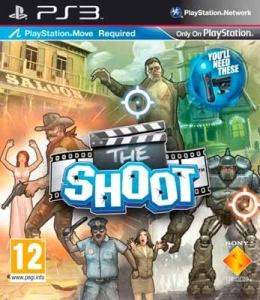 PS3
PlayStation®Network
PlayStation®Move Required
Only On PlayStation®
YOU'LL
NEED
THESE
SALOON
THE
SHOOT™
12
www.pegi.info
SONY